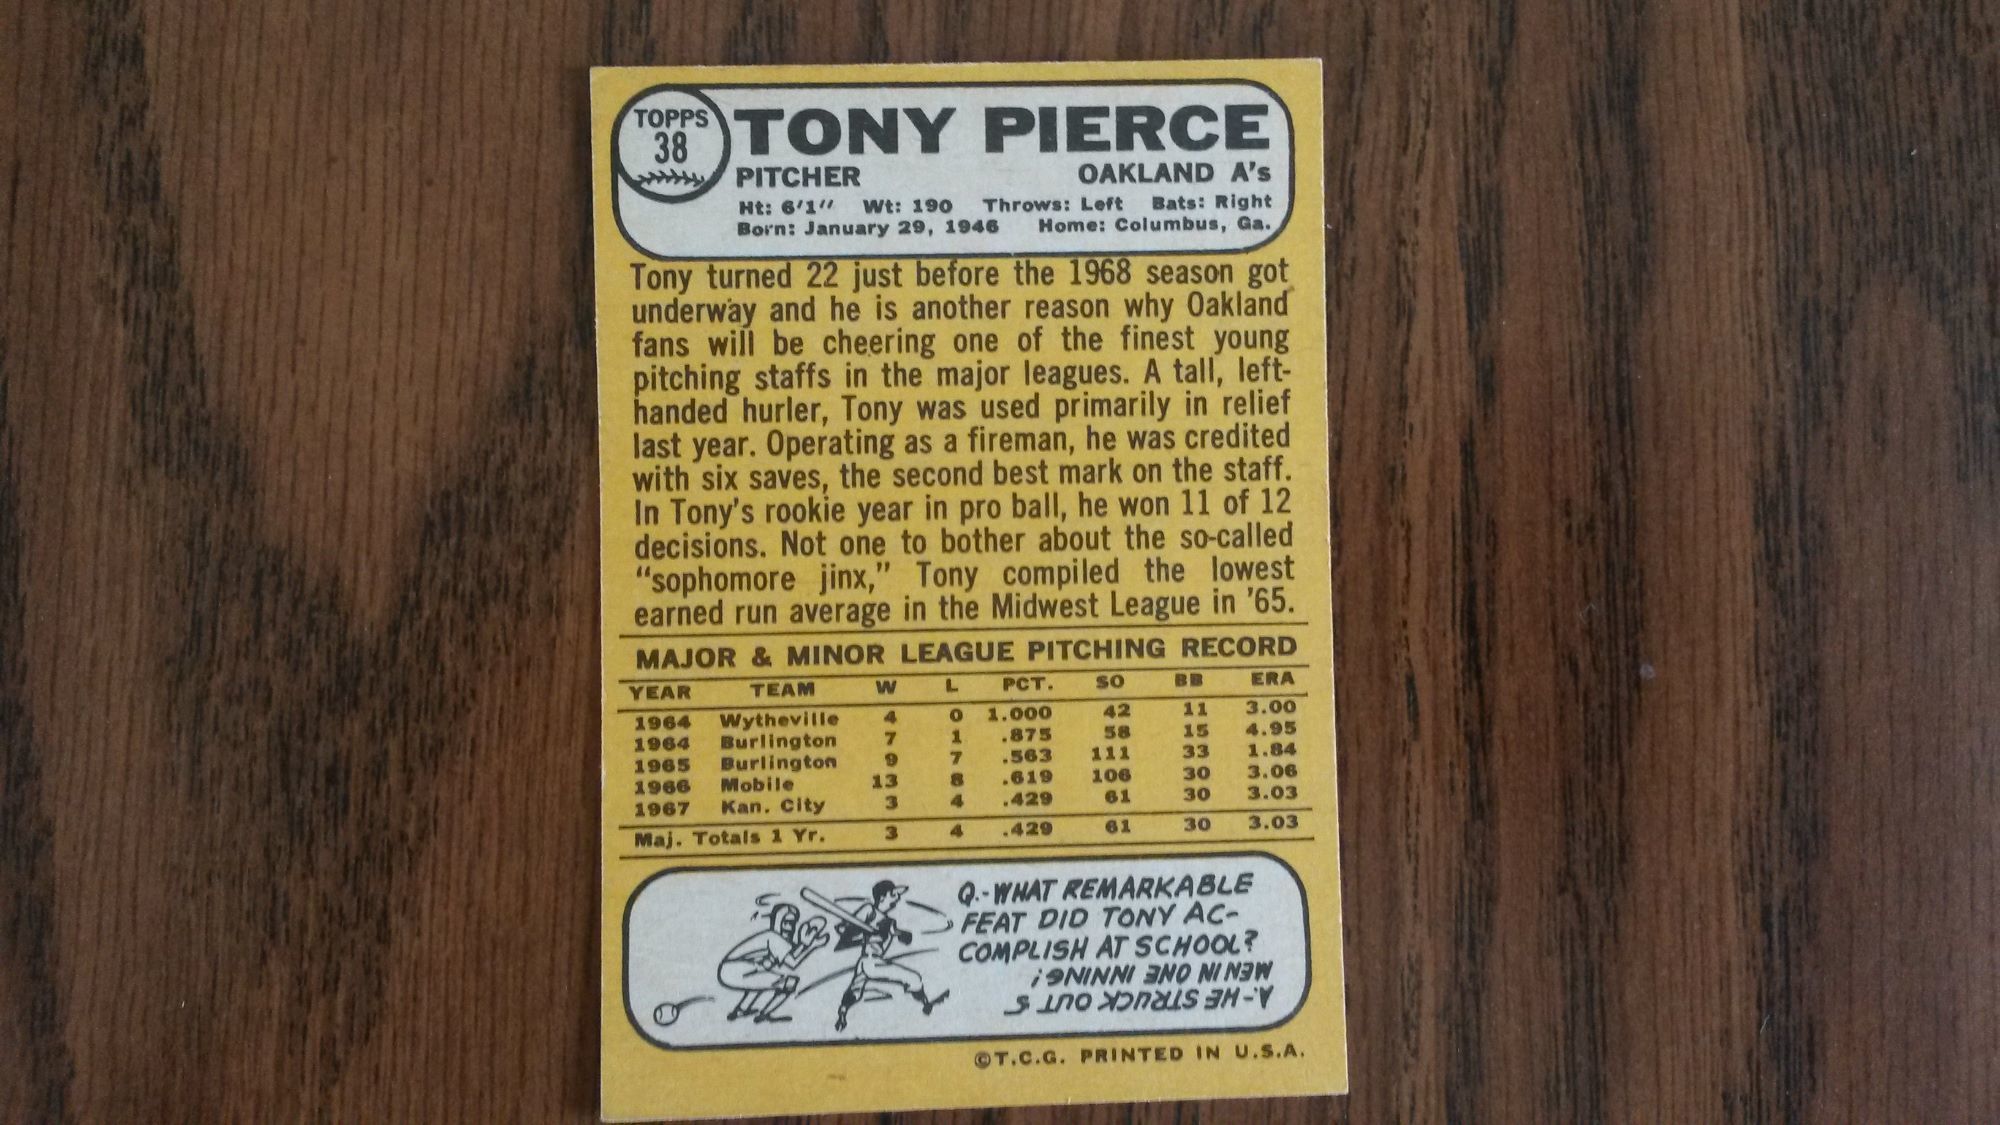 TOPPS
38
TONY PIERCE
PITCHER OAKLAND A's
Ht: 6'1" Wt: 190 Throws: Left Bats: Right
Born: January 29, 1946 Home: Columbus, Ga.
Tony turned 22 just before the 1968 season got
underway and he is another reason why Oakland
fans will be cheering one of the finest young
pitching staffs in the major leagues. A tall, left-
handed hurler, Tony was used primarily in relief
last year. Operating as a fireman, he was credited
with six saves, the second best mark on the staff.
In Tony's rookie year in pro ball, he won 11 of 12
decisions. Not one to bother about the so-called
"sophomore jinx," Tony compiled the lowest
earned run average in the Midwest League in '65.
MAJOR & MINOR LEAGUE PITCHING RECORD
YEAR TEAM W L PCT. SO BB ERA
1964 Wytheville 4 0 1.000 42 11 3.00
1964 Burlington 7 1 .875 58 15 4.95
1965 Burlington 9 7 .563 111 33 1.84
1966 Mobile 13 8 .619 106 30 3.06
1967 Kan. City 3 4 .429 61 30 3.03
Maj. Totals 1 Yr. 3 4 .429 61 30 3.03
Q.-WHAT REMARKABLE
FEAT DID TONY AC-
COMPLISH AT SCHOOL?
A.-HE STRUCK OUT 5
MEN IN ONE INNING!
©T.C.G. PRINTED IN U.S.A.